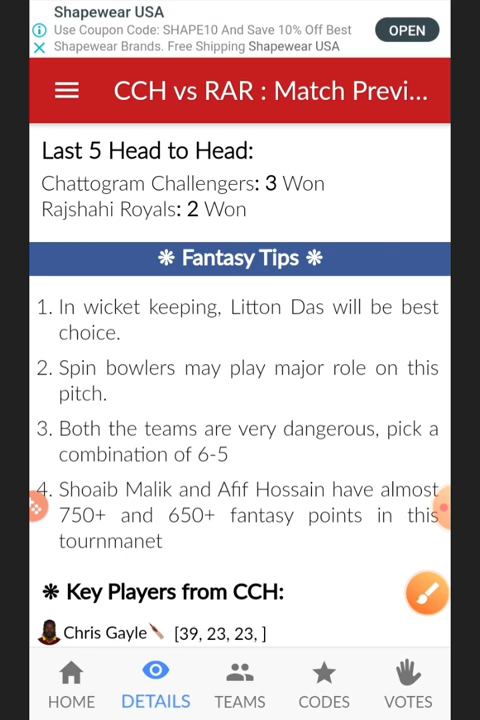 Shapewear USA
Use Coupon Code: SHAPE10 And Save 10% Off Best
Shapewear Brands. Free Shipping Shapewear USA
OPEN
CCH vs RAR : Match Previ...
Last 5 Head to Head:
Chattogram Challengers: 3 Won
Rajshahi Royals: 2 Won
❋ Fantasy Tips ❋
1. In wicket keeping, Litton Das will be best
choice.
2. Spin bowlers may play major role on this
pitch.
3. Both the teams are very dangerous, pick a
combination of 6-5
4. Shoaib Malik and Afif Hossain have almost
750+ and 650+ fantasy points in this
tournmanet
❋ Key Players from CCH:
Chris Gayle [39, 23, 23, ]
HOME
DETAILS
TEAMS
CODES
VOTES